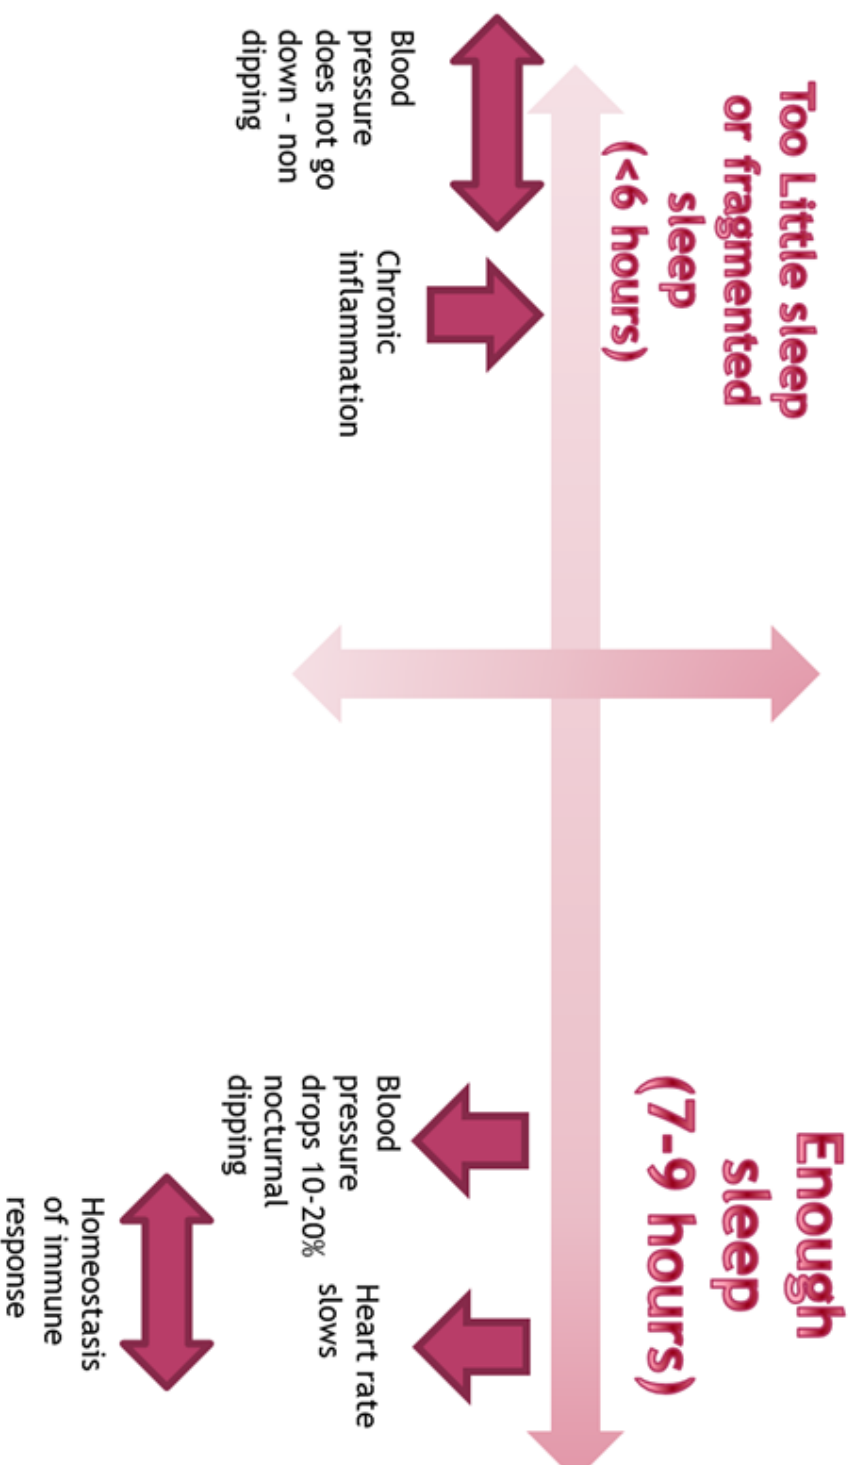 Too Little sleep
or fragmented
sleep
(<6 hours)
Blood
pressure
does not go
down - non
dipping
Chronic
inflammation
Enough
sleep
(7-9 hours)
Blood
pressure
drops 10-20%
nocturnal
dipping
Heart rate
slows
Homeostasis
of immune
response